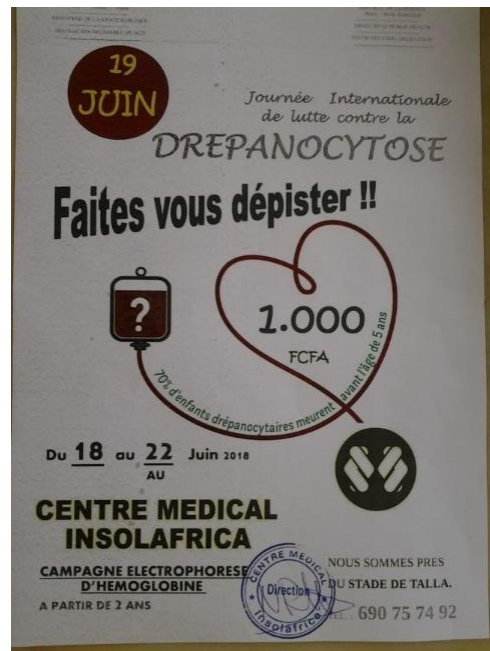 19
JUIN
Journée Internationale
de lutte contre la
DREPANOCYTOSE
Faites vous dépister !!
?
1.000
FCFA
70% d'enfants drépanocytaires meurent avant l'âge de 5 ans
Du 18 au 22 Juin 2018
AU
CENTRE MEDICAL
INSOLAFRICA
CAMPAGNE ELECTROPHORESE
D'HEMOGLOBINE
A PARTIR DE 2 ANS
CENTRE MEDICAL
Direction
Insolafrica
NOUS SOMMES PRES
DU STADE DE TALLA.
690 75 74 92